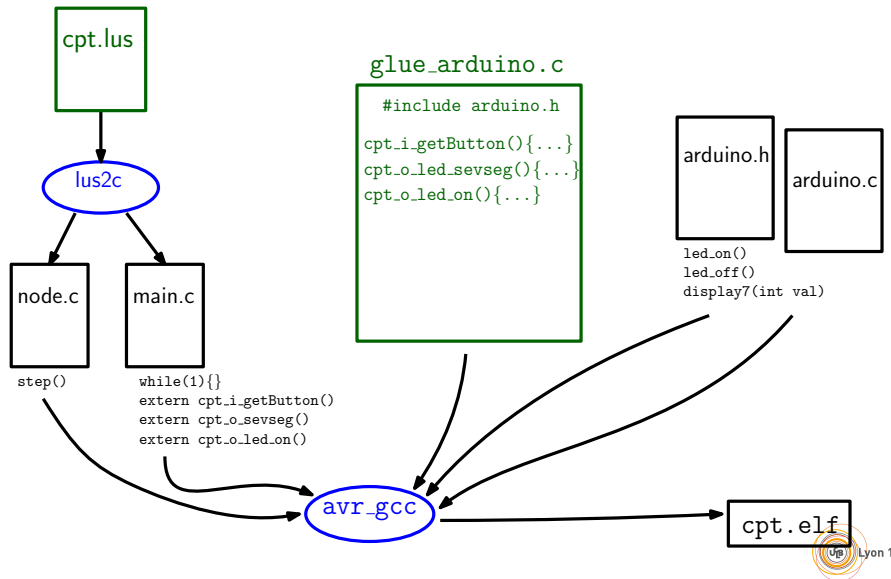 cpt.lus
glue_arduino.c
#include arduino.h
cpt_i_getButton(){...}
cpt_o_led_sevseg(){...}
cpt_o_led_on(){...}
arduino.h
arduino.c
lus2c
led_on()
led_off()
display7(int val)
node.c
main.c
step()
while(1){}
extern cpt_i_getButton()
extern cpt_o_sevseg()
extern cpt_o_led_on()
avr_gcc
cpt.elf
Lyon 1